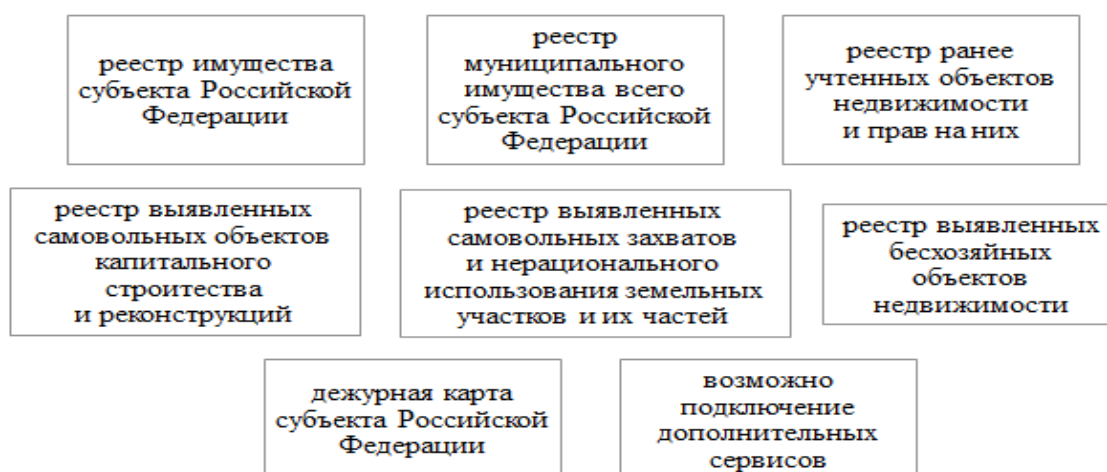 реестр имущества
субъекта Российской
Федерации
реестр
муниципального
имущества всего
субъекта Российской
Федерации
реестр ранее
учтенных объектов
недвижимости
и прав на них
реестр выявленных
самовольных объектов
капитального
строитества
и реконструкций
реестр выявленных
самовольных захватов
и нерационального
использования земельных
участков и их частей
реестр выявленных
бесхозяйных
объектов
недвижимости
дежурная карта
субъекта Российской
Федерации
возможно
подключение
дополнительных
сервисов